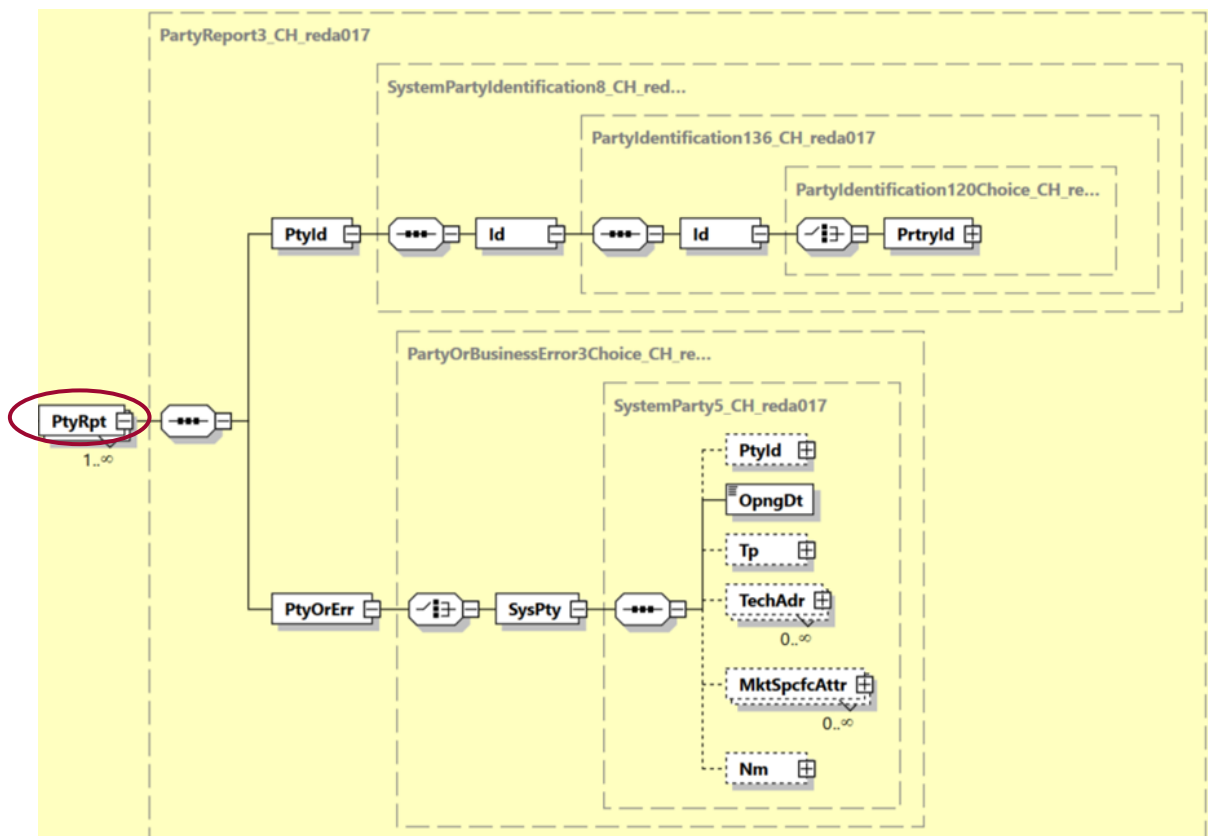 PartyReport3_CH_reda017
SystemPartyIdentification8_CH_red...
PartyIdentification136_CH_reda017
PartyIdentification120Choice_CH_re...
PtyId
Id
Id
PrtryId
PartyOrBusinessError3Choice_CH_re...
SystemParty5_CH_reda017
PtyRpt
1..∞
PtyId
OpngDt
Tp
PtyOrErr
SysPty
TechAdr
0..∞
MktSpcfcAttr
0..∞
Nm